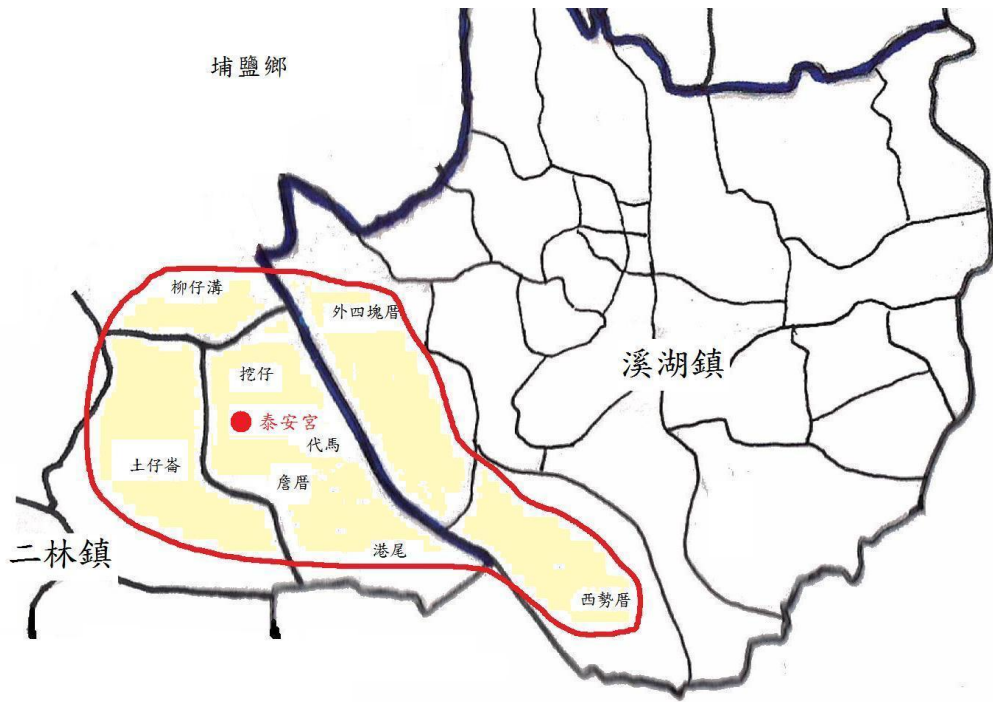 埔鹽鄉
柳仔溝
外四塊厝
溪湖鎮
挖仔
泰安宮
代馬
土仔崙
詹厝
港尾
二林鎮
西勢厝